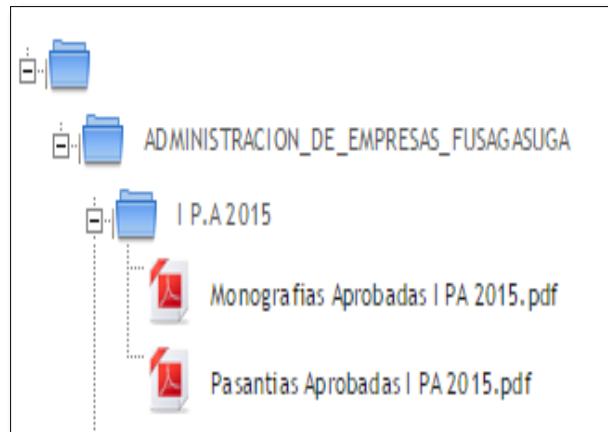 ADMINISTRACION_DE_EMPRESAS_FUSAGASUGA
I P.A 2015
Monografias Aprobadas I PA 2015.pdf
Pasantias Aprobadas I PA 2015.pdf